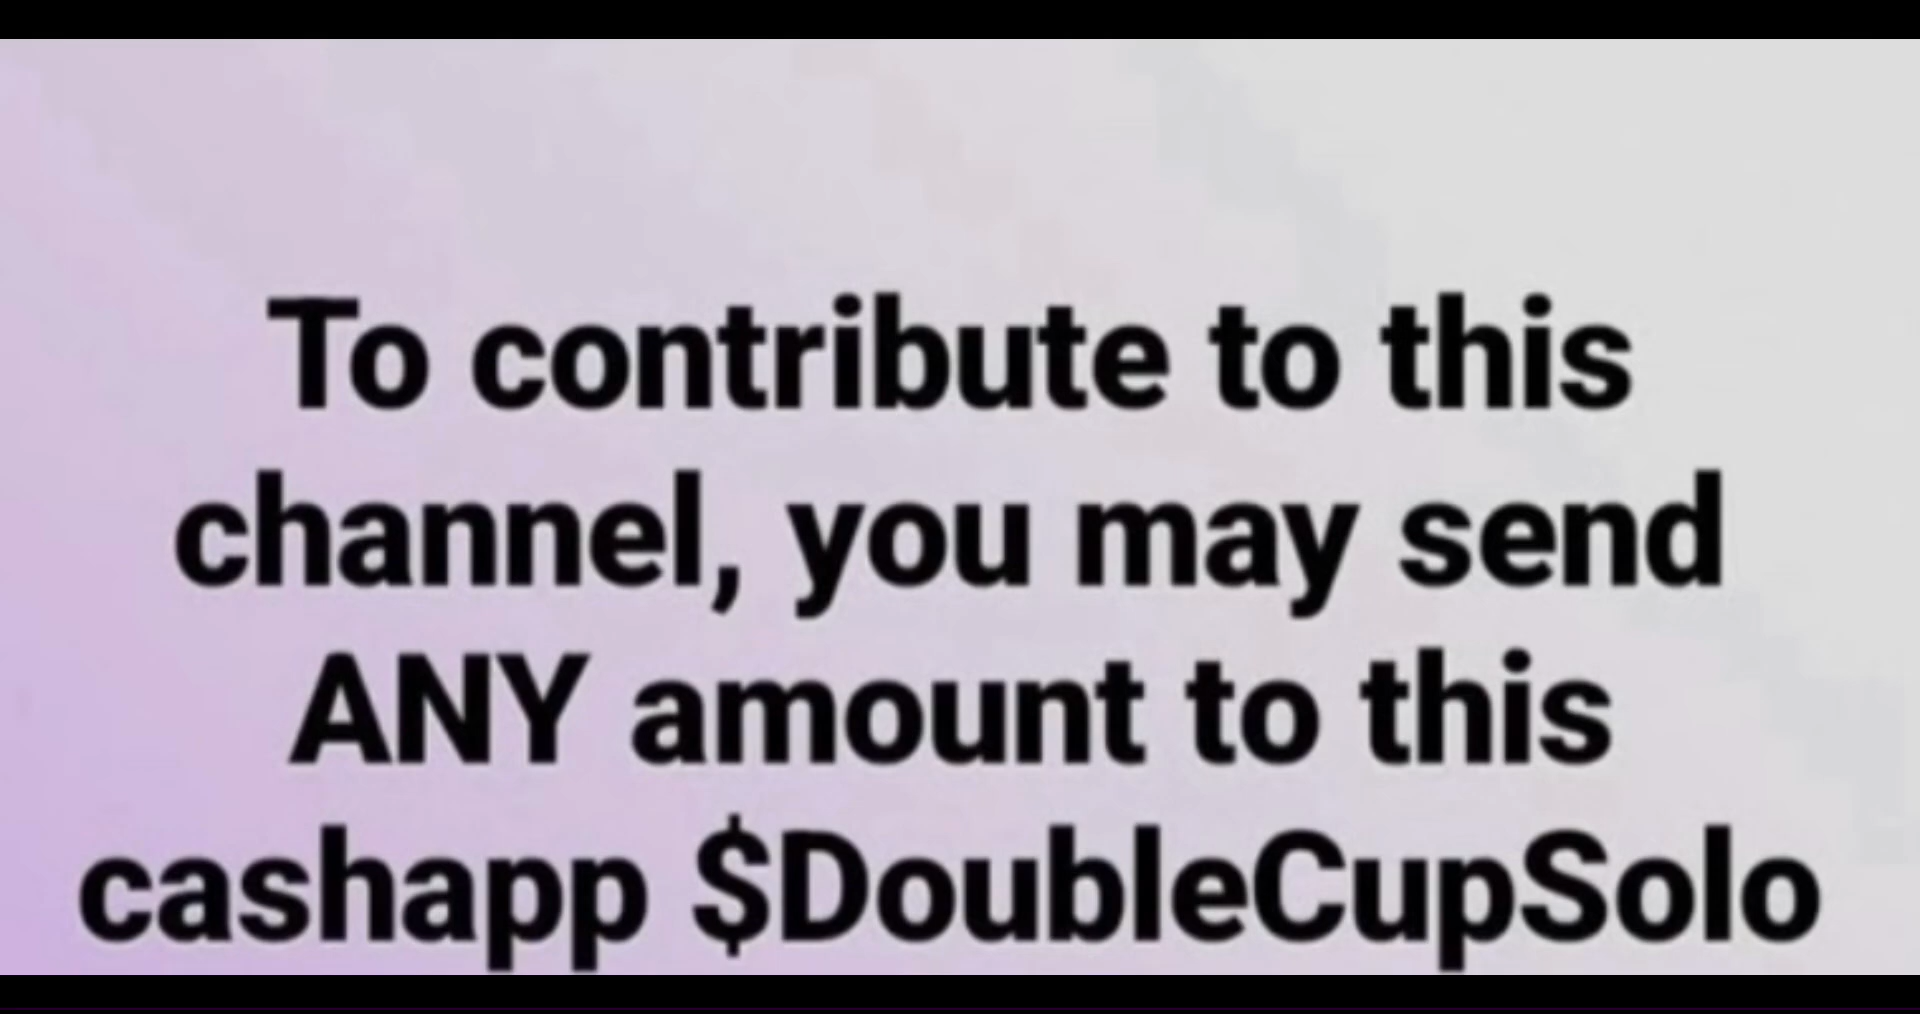 To contribute to this
channel, you may send
ANY amount to this
cashapp $DoubleCupSolo